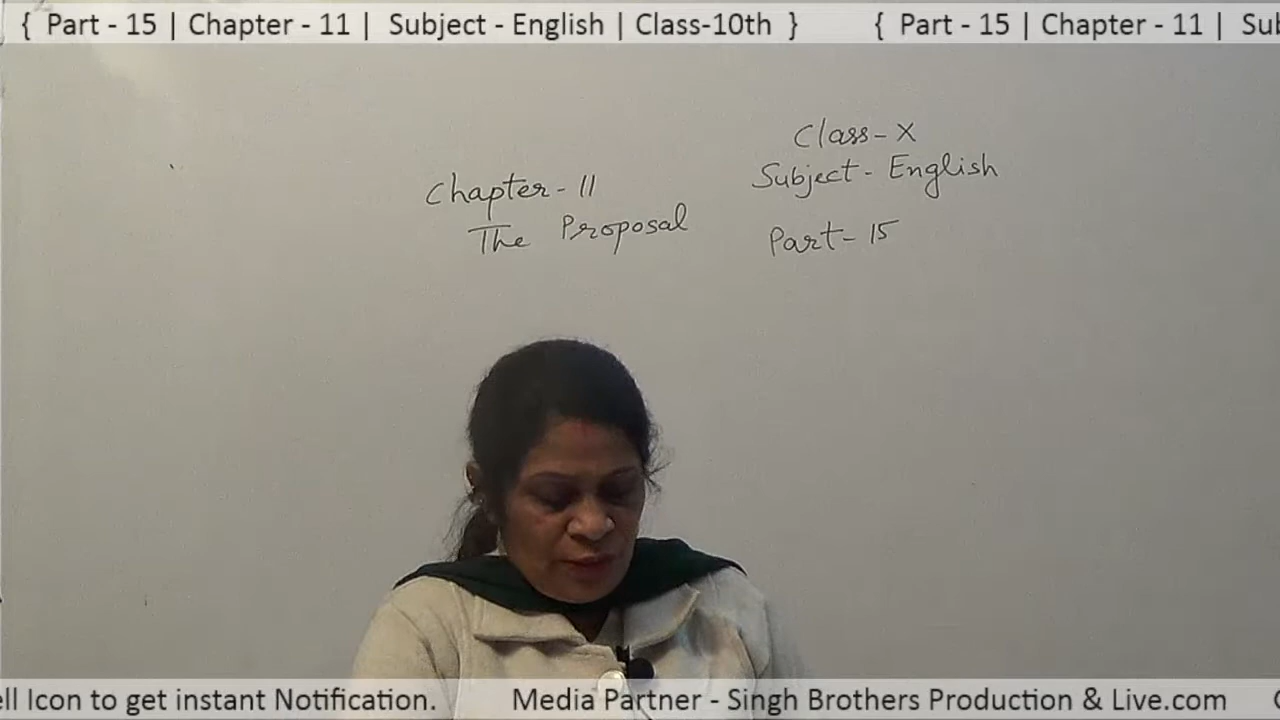 { Part - 15 | Chapter - 11 | Subject - English | Class-10th } { Part - 15 | Chapter - 11 | Sub
Chapter - 11
The Proposal
Class - X
Subject - English
Part - 15
ell Icon to get instant Notification. Media Partner - Singh Brothers Production & Live.com